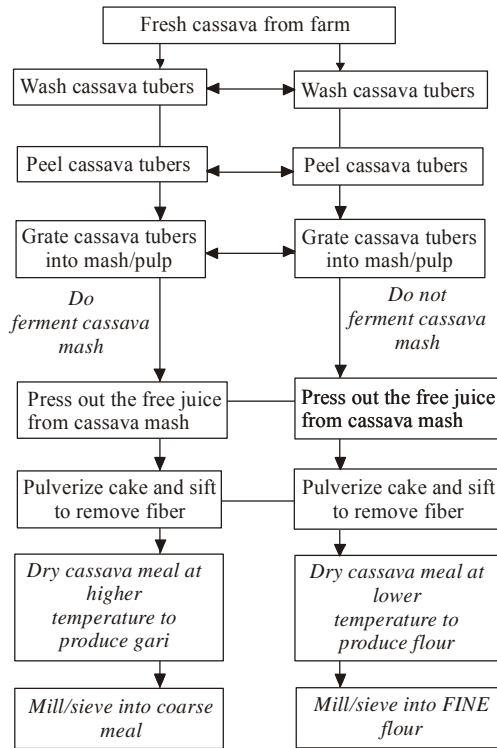 Fresh cassava from farm
Wash cassava tubers
Wash cassava tubers
Peel cassava tubers
Peel cassava tubers
Grate cassava tubers
into mash/pulp
Grate cassava tubers
into mash/pulp
Do
ferment cassava
mash
Do not
ferment cassava
mash
Press out the free juice
from cassava mash
Press out the free juice
from cassava mash
Pulverize cake and sift
to remove fiber
Pulverize cake and sift
to remove fiber
Dry cassava meal at
higher
temperature to
produce gari
Dry cassava meal at
lower
temperature to
produce flour
Mill/sieve into coarse
meal
Mill/sieve into FINE
flour